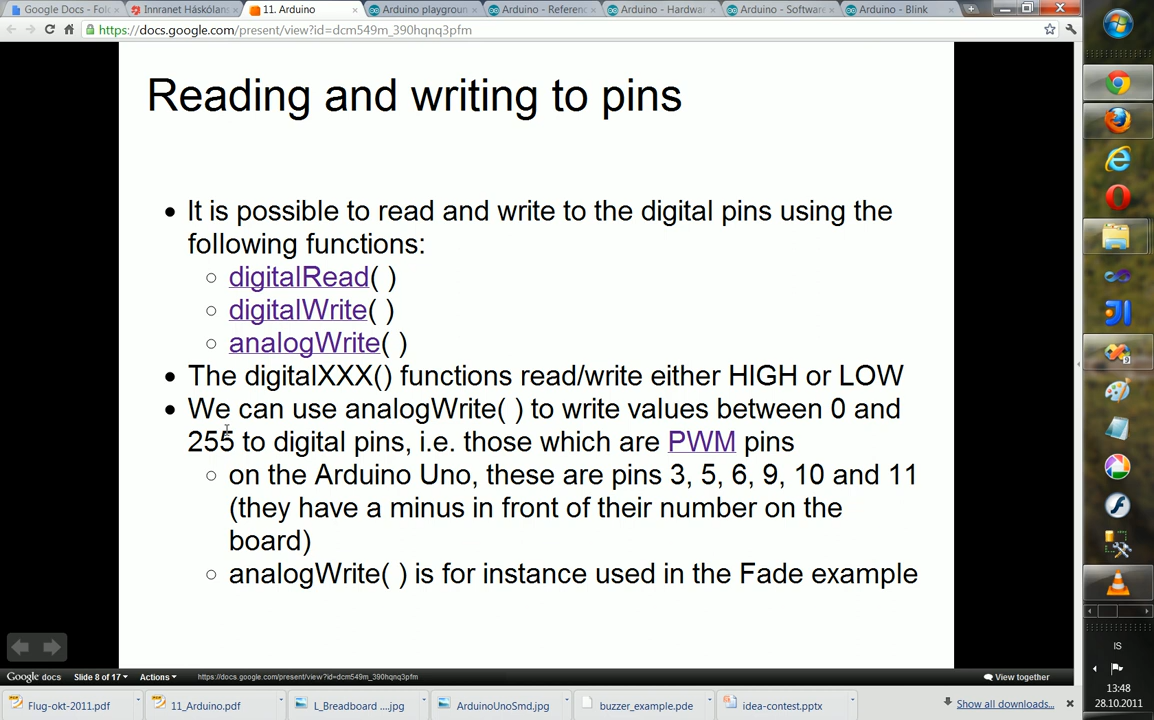 Google Docs - Fol
Innranet Háskólan
11. Arduino
Arduino playgroun
Arduino - Referenc
Arduino - Hardwar
Arduino - Softwar
Arduino - Blink
https://docs.google.com/present/view?id=dcm549m_390hqnq3pfm
Reading and writing to pins
It is possible to read and write to the digital pins using the
following functions:
digitalRead( )
digitalWrite( )
analogWrite( )
The digitalXXX() functions read/write either HIGH or LOW
We can use analogWrite( ) to write values between 0 and
255 to digital pins, i.e. those which are PWM pins
on the Arduino Uno, these are pins 3, 5, 6, 9, 10 and 11
(they have a minus in front of their number on the
board)
analogWrite( ) is for instance used in the Fade example
Google docs Slide 8 of 17 Actions https://docs.google.com/present/view?id=dcm549m_390hqnq3pfm View together
Flug-okt-2011.pdf
11_Arduino.pdf
L_Breadboard ....jpg
ArduinoUnoSmd.jpg
buzzer_example.pde
idea-contest.pptx
Show all downloads...
IS
13:48
28.10.2011